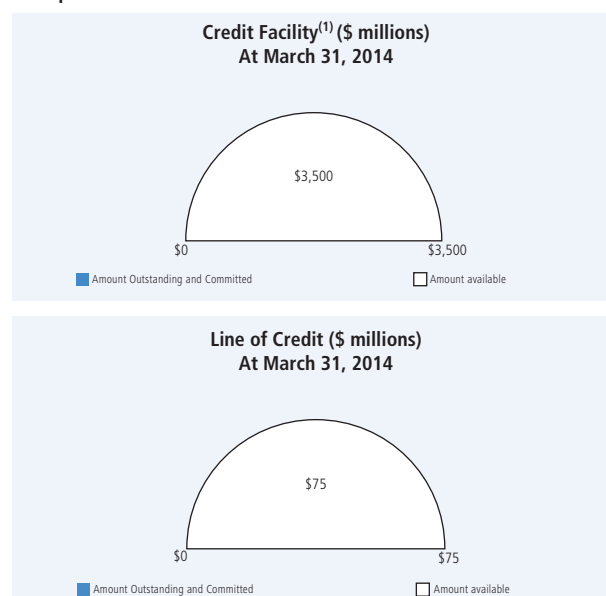 Credit Facility(1) ($ millions)
At March 31, 2014
$3,500
$0
$3,500
Amount Outstanding and Committed
Amount available
Line of Credit ($ millions)
At March 31, 2014
$75
$0
$75
Amount Outstanding and Committed
Amount available